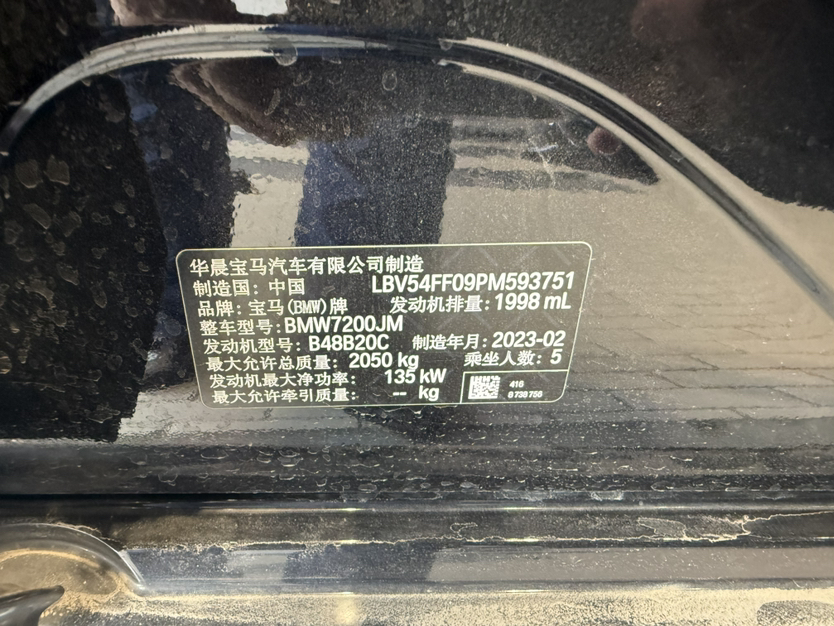 华晨宝马汽车有限公司制造
制造国：中国 LBV54FF09PM593751
品牌：宝马(BMW)牌 发动机排量：1998 mL
整车型号：BMW7200JM
发动机型号：B48B20C 制造年月：2023-02
最大允许总质量：2050 kg 乘坐人数：5
发动机最大净功率：135 kW
最大允许牵引质量：-- kg
416
8738756